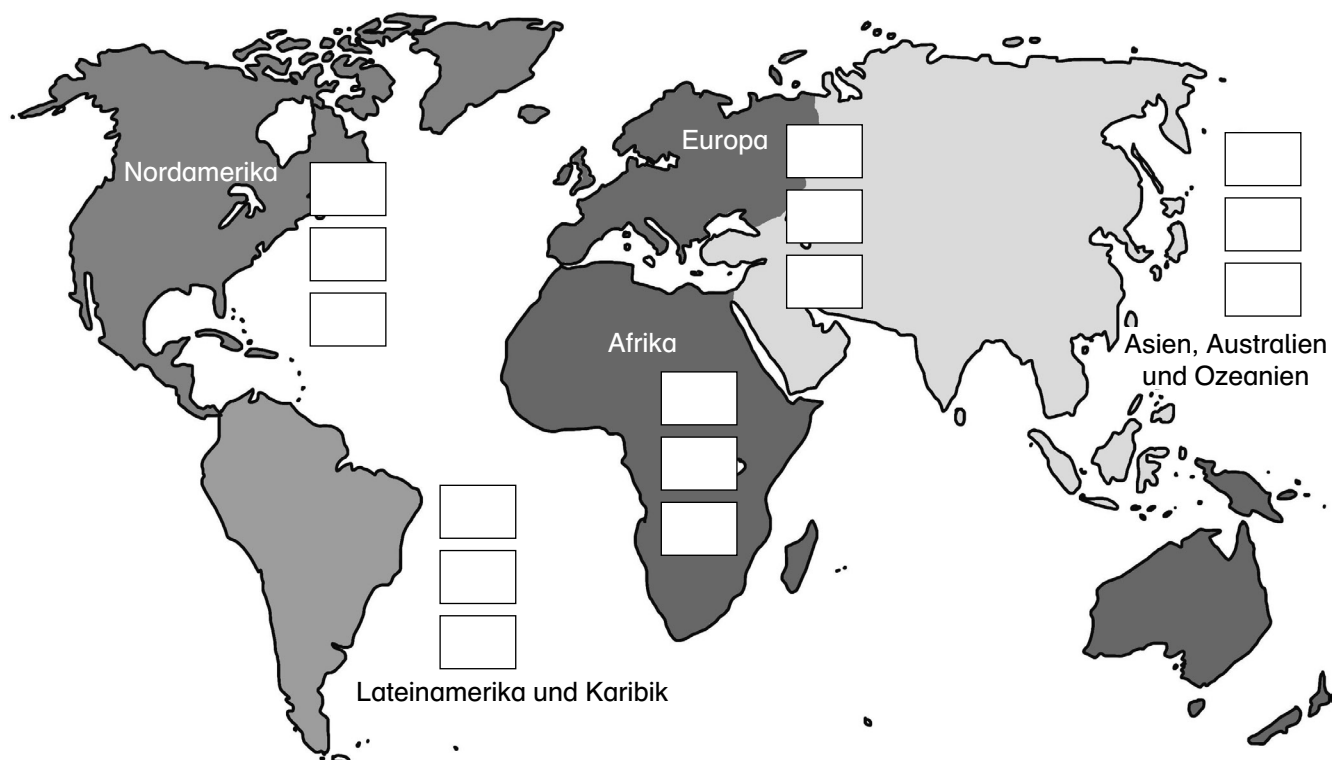 Nordamerika
Europa
Afrika
Asien, Australien
und Ozeanien
Lateinamerika und Karibik